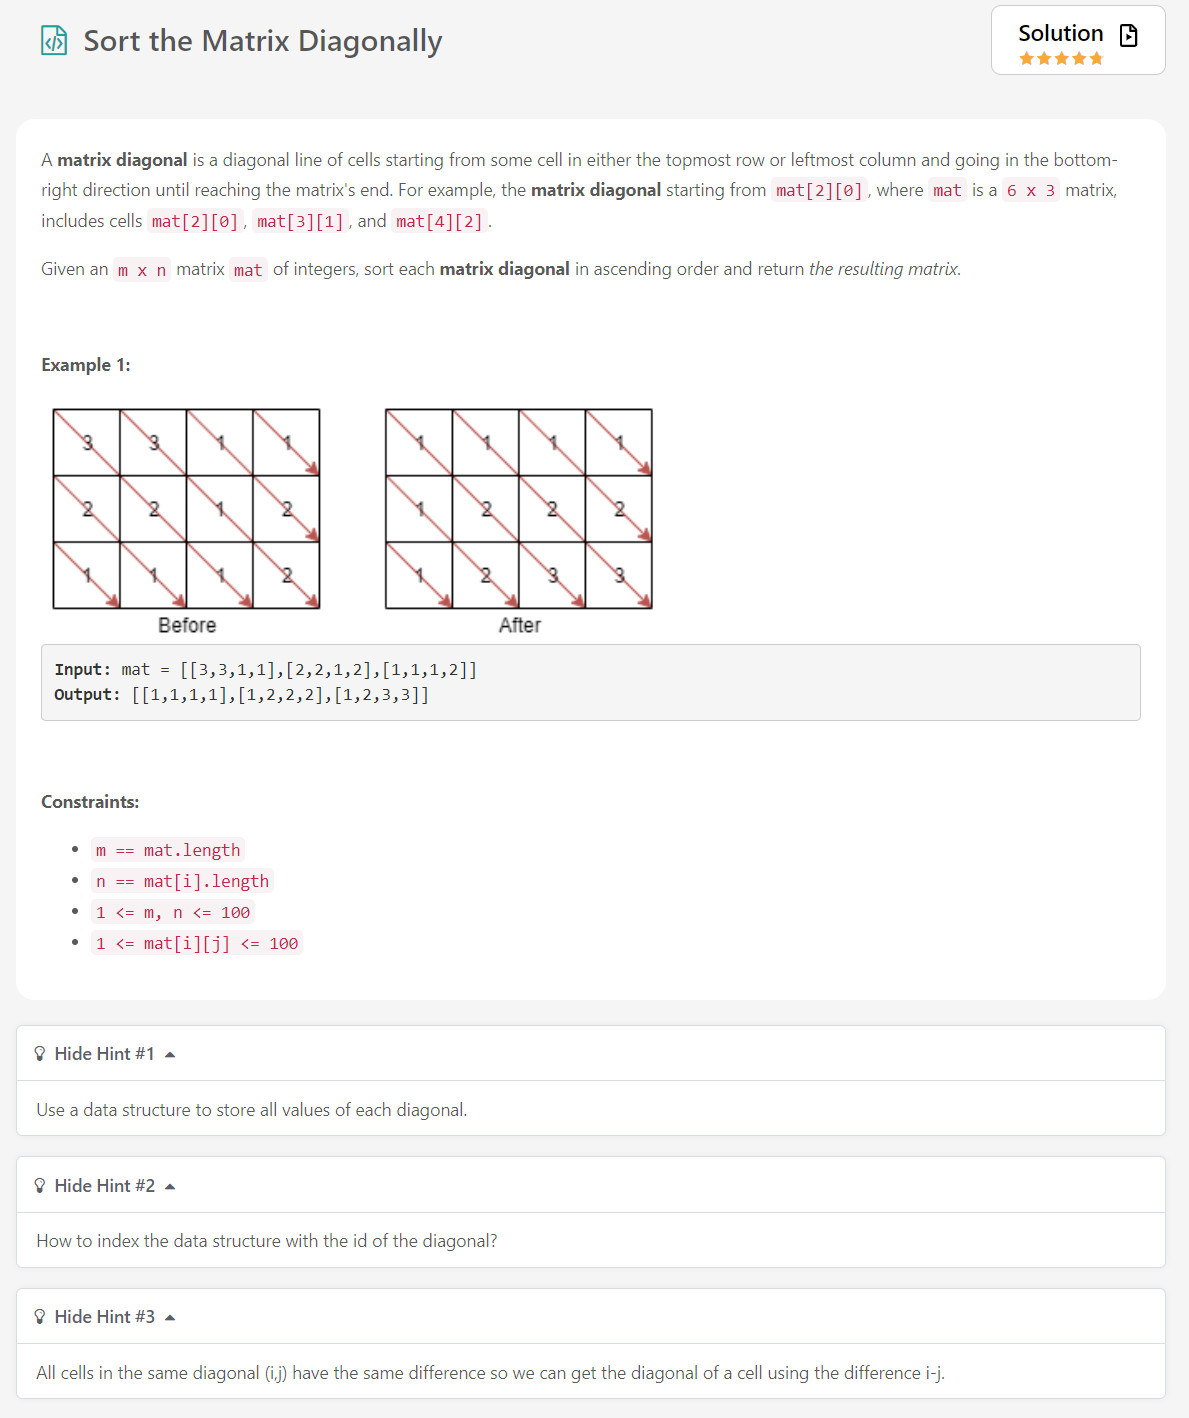 Sort the Matrix Diagonally
Solution
A matrix diagonal is a diagonal line of cells starting from some cell in either the topmost row or leftmost column and going in the bottom-
right direction until reaching the matrix's end. For example, the matrix diagonal starting from mat[2][0], where mat is a 6 x 3 matrix,
includes cells mat[2][0], mat[3][1], and mat[4][2].
Given an m x n matrix mat of integers, sort each matrix diagonal in ascending order and return the resulting matrix.
Example 1:
3 3 1 1 1 1 1 1
2 2 1 2 1 2 2 2
1 1 1 2 1 2 3 3
Before After
Input: mat = [[3,3,1,1],[2,2,1,2],[1,1,1,2]]
Output: [[1,1,1,1],[1,2,2,2],[1,2,3,3]]
Constraints:
• m == mat.length
• n == mat[i].length
• 1 <= m, n <= 100
• 1 <= mat[i][j] <= 100
Hide Hint #1
Use a data structure to store all values of each diagonal.
Hide Hint #2
How to index the data structure with the id of the diagonal?
Hide Hint #3
All cells in the same diagonal (i,j) have the same difference so we can get the diagonal of a cell using the difference i-j.